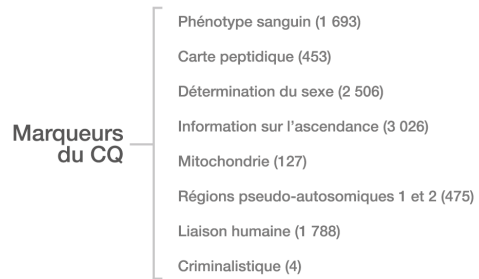 Marqueurs
du CQ
Phénotype sanguin (1 693)
Carte peptidique (453)
Détermination du sexe (2 506)
Information sur l'ascendance (3 026)
Mitochondrie (127)
Régions pseudo-autosomiques 1 et 2 (475)
Liaison humaine (1 788)
Criminalistique (4)